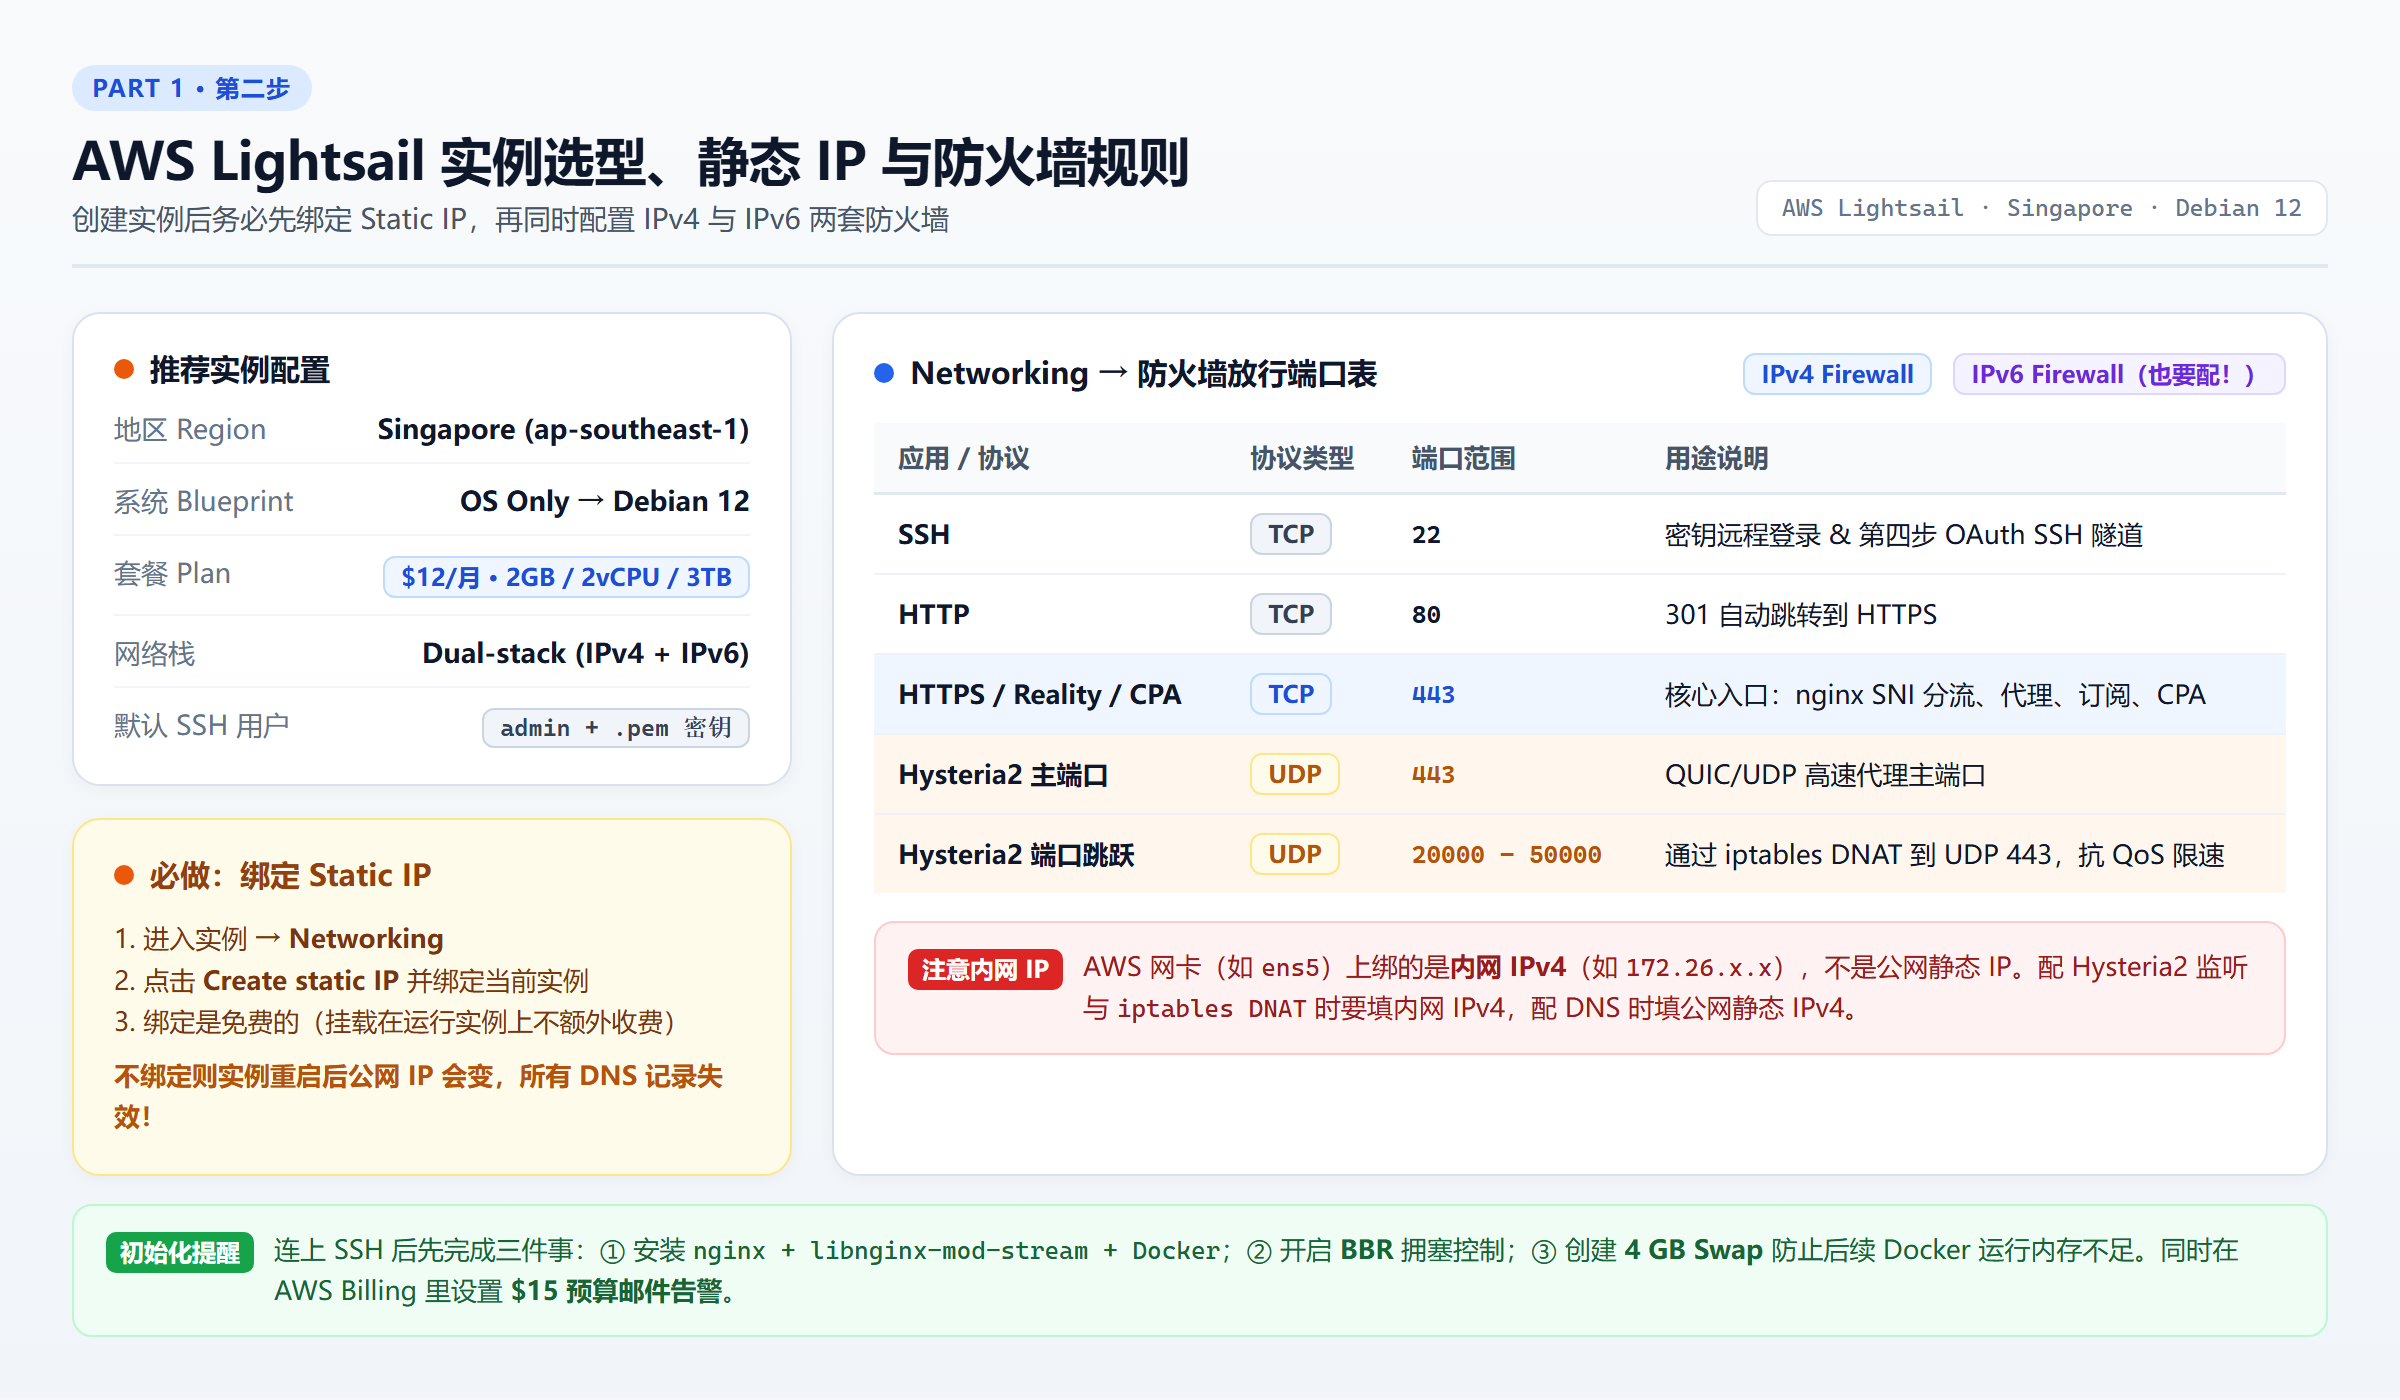 PART 1 • 第二步
AWS Lightsail 实例选型、静态 IP 与防火墙规则
创建实例后务必先绑定 Static IP，再同时配置 IPv4 与 IPv6 两套防火墙
AWS Lightsail · Singapore · Debian 12
推荐实例配置
地区 Region Singapore (ap-southeast-1)
系统 Blueprint OS Only → Debian 12
套餐 Plan $12/月 • 2GB / 2vCPU / 3TB
网络栈 Dual-stack (IPv4 + IPv6)
默认 SSH 用户 admin + .pem 密钥
必做：绑定 Static IP
1. 进入实例 → Networking
2. 点击 Create static IP 并绑定当前实例
3. 绑定是免费的（挂载在运行实例上不额外收费）
不绑定则实例重启后公网 IP 会变，所有 DNS 记录失
效！
Networking → 防火墙放行端口表
IPv4 Firewall IPv6 Firewall（也要配！）
应用 / 协议 协议类型 端口范围 用途说明
SSH TCP 22 密钥远程登录 & 第四步 OAuth SSH 隧道
HTTP TCP 80 301 自动跳转到 HTTPS
HTTPS / Reality / CPA TCP 443 核心入口：nginx SNI 分流、代理、订阅、CPA
Hysteria2 主端口 UDP 443 QUIC/UDP 高速代理主端口
Hysteria2 端口跳跃 UDP 20000 – 50000 通过 iptables DNAT 到 UDP 443，抗 QoS 限速
注意内网 IP AWS 网卡（如 ens5）上绑的是内网 IPv4（如 172.26.x.x），不是公网静态 IP。配 Hysteria2 监听
与 iptables DNAT 时要填内网 IPv4，配 DNS 时填公网静态 IPv4。
初始化提醒 连上 SSH 后先完成三件事：① 安装 nginx + libnginx-mod-stream + Docker；② 开启 BBR 拥塞控制；③ 创建 4 GB Swap 防止后续 Docker 运行内存不足。同时在
AWS Billing 里设置 $15 预算邮件告警。